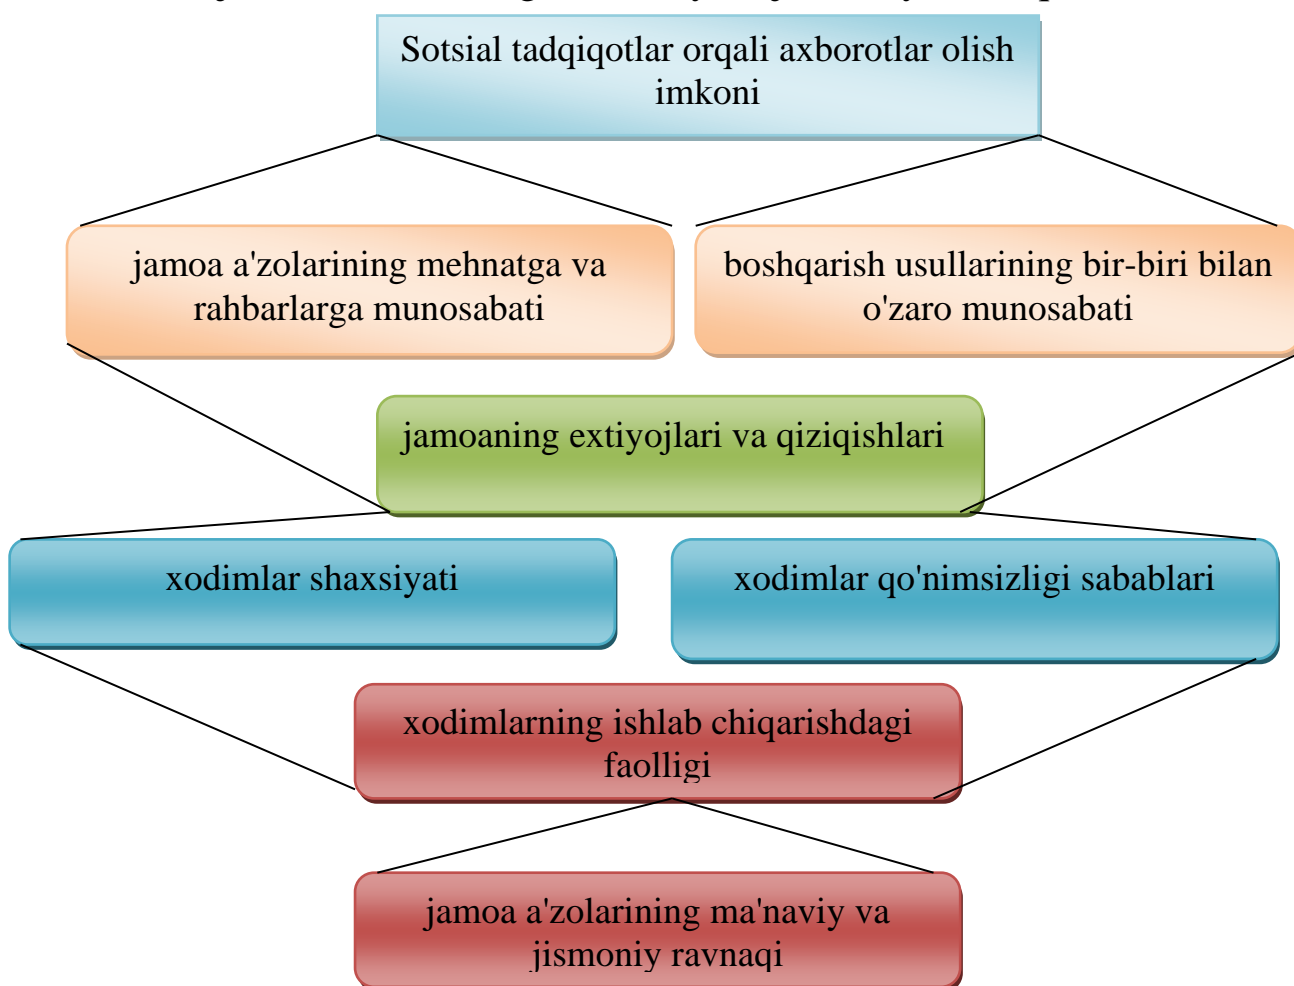 Sotsial tadqiqotlar orqali axborotlar olish
imkoni
jamoa a'zolarining mehnatga va
rahbarlarga munosabati
boshqarish usullarining bir-biri bilan
o'zaro munosabati
jamoaning extiyojlari va qiziqishlari
xodimlar shaxsiyati
xodimlar qo'nimsizligi sabablari
xodimlarning ishlab chiqarishdagi
faolligi
jamoa a'zolarining ma'naviy va
jismoniy ravnaqi